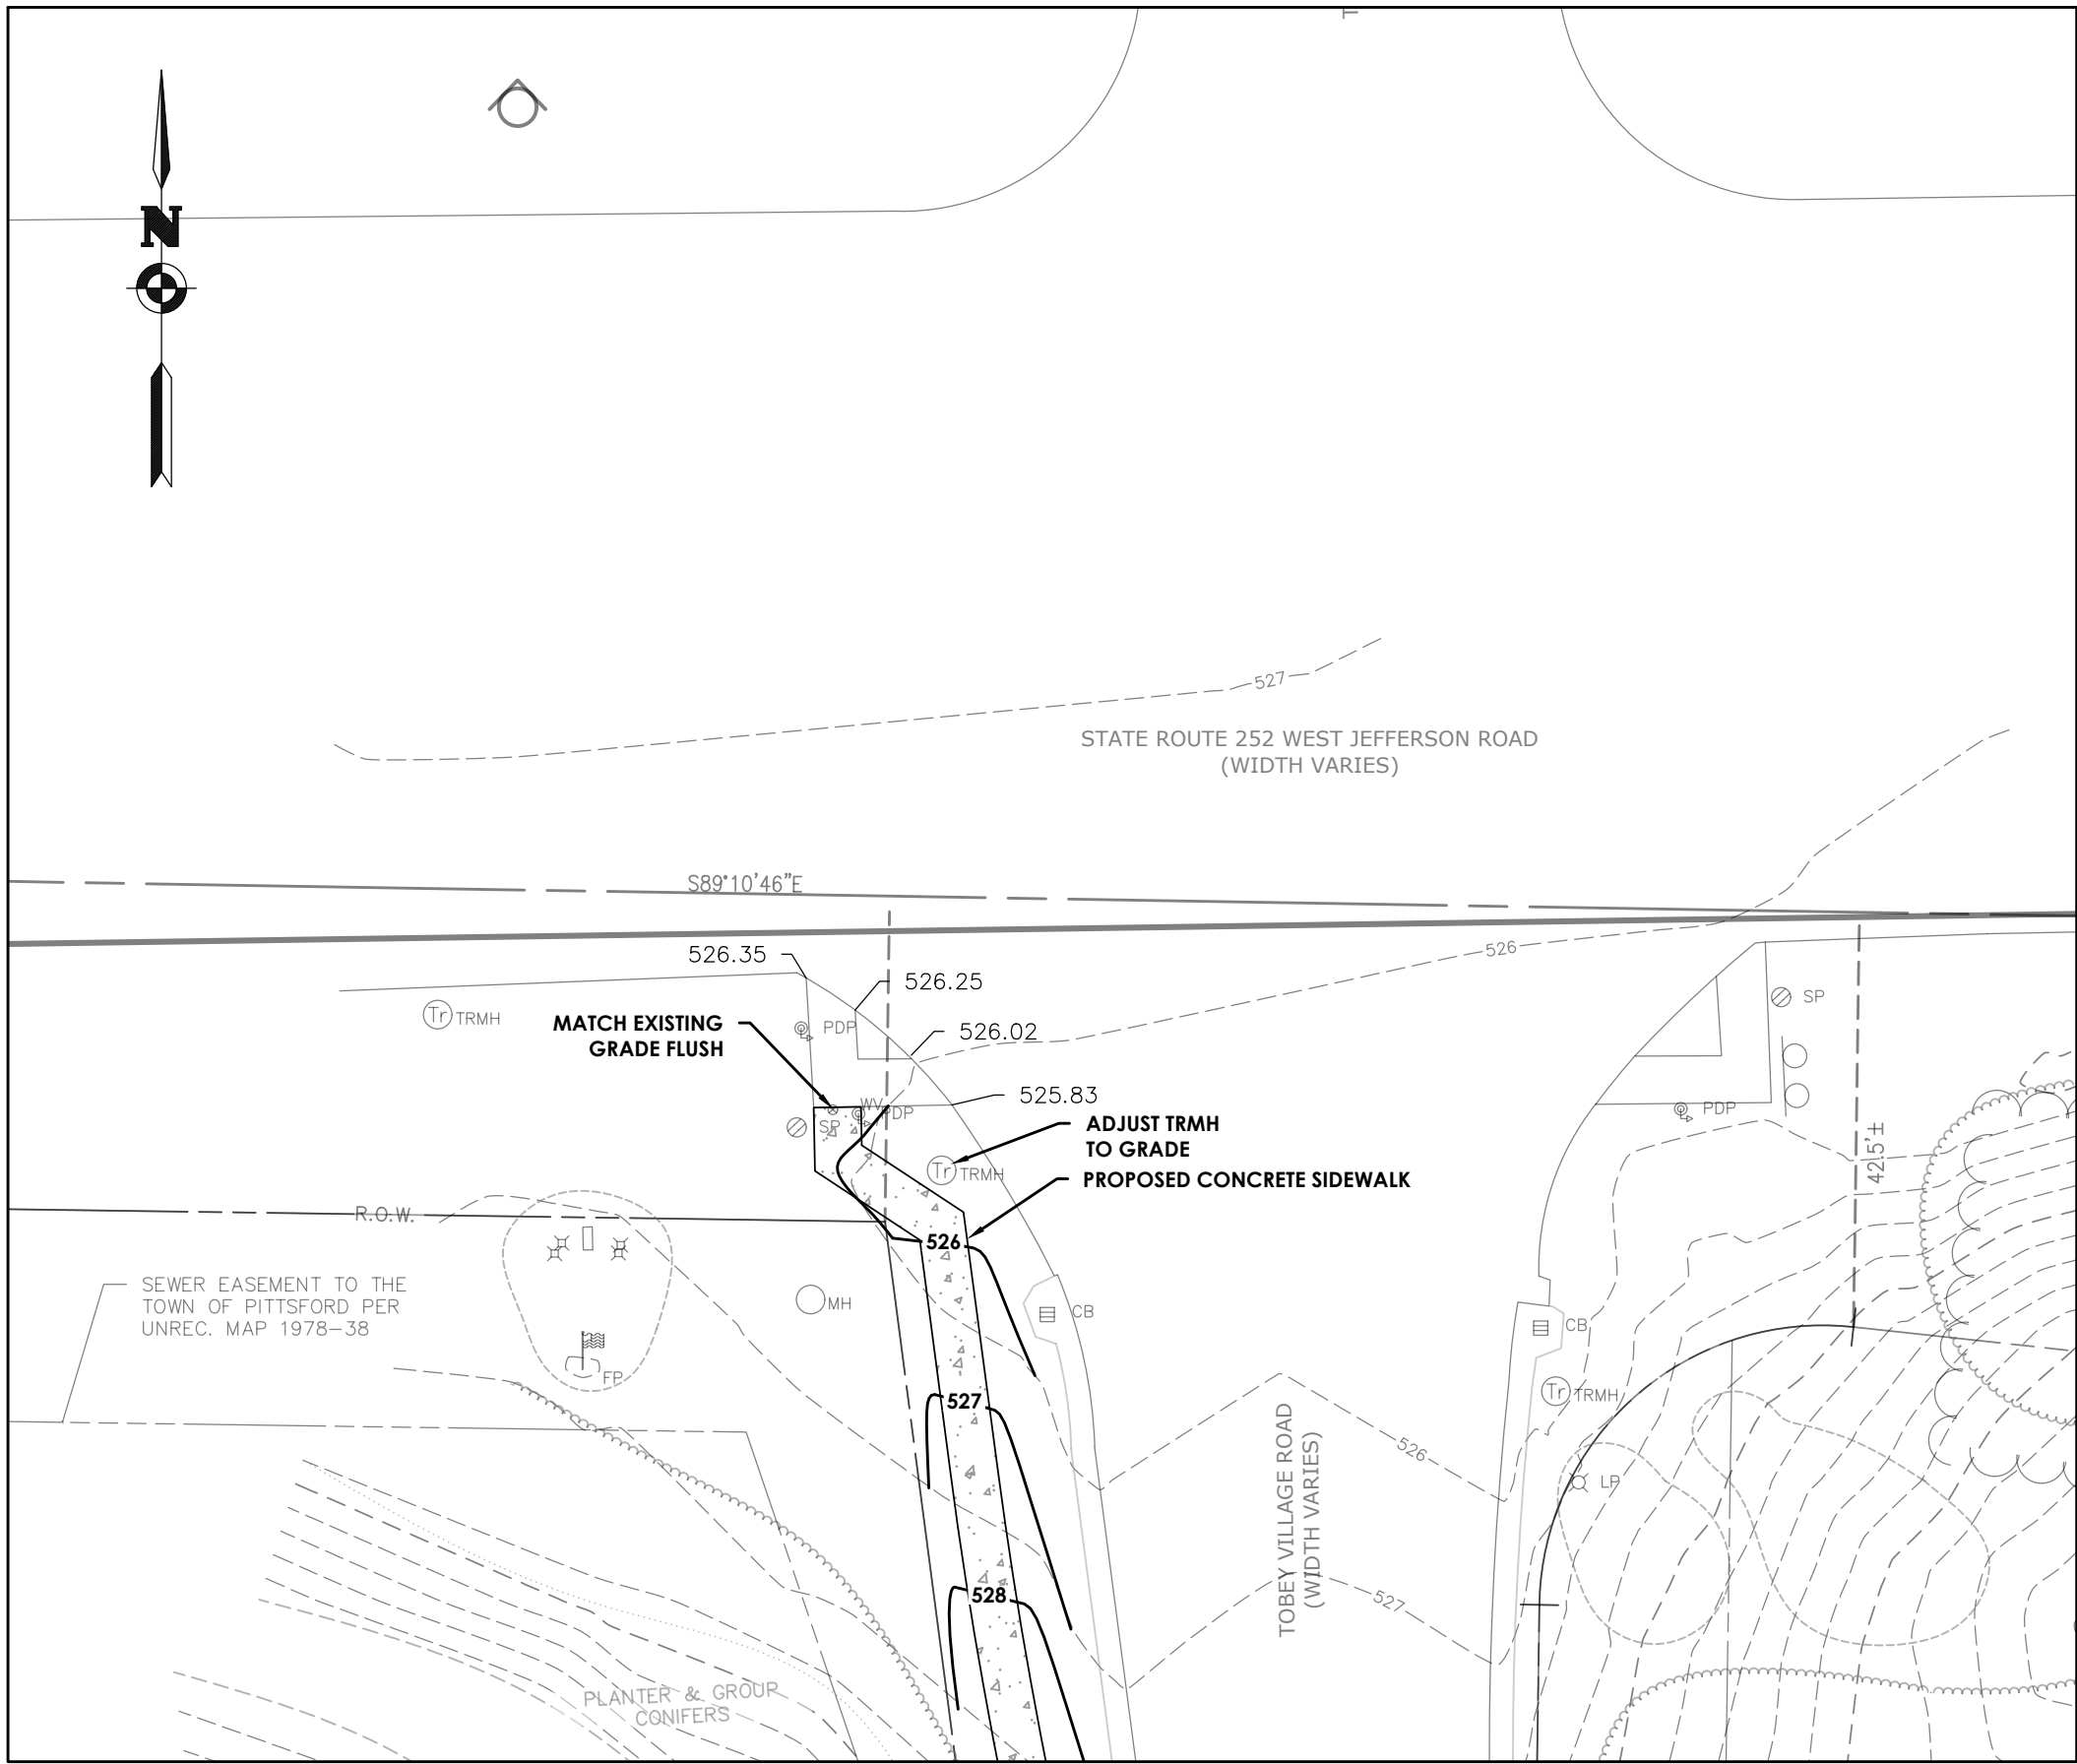 N
527
STATE ROUTE 252 WEST JEFFERSON ROAD
(WIDTH VARIES)
S89°10'46"E
526
526.35
526.25
526.02
525.83
TRMH
Tr
PDP
MATCH EXISTING
GRADE FLUSH
WV
PDP
SP
ADJUST TRMH
TO GRADE
Tr
TRMH
PROPOSED CONCRETE SIDEWALK
SP
PDP
42.5'±
R.O.W.
526
SEWER EASEMENT TO THE
TOWN OF PITTSFORD PER
UNREC. MAP 1978-38
MH
CB
CB
FP
527
Tr
TRMH
526
LP
TOBEY VILLAGE ROAD
(WIDTH VARIES)
528
527
PLANTER & GROUP
CONIFERS